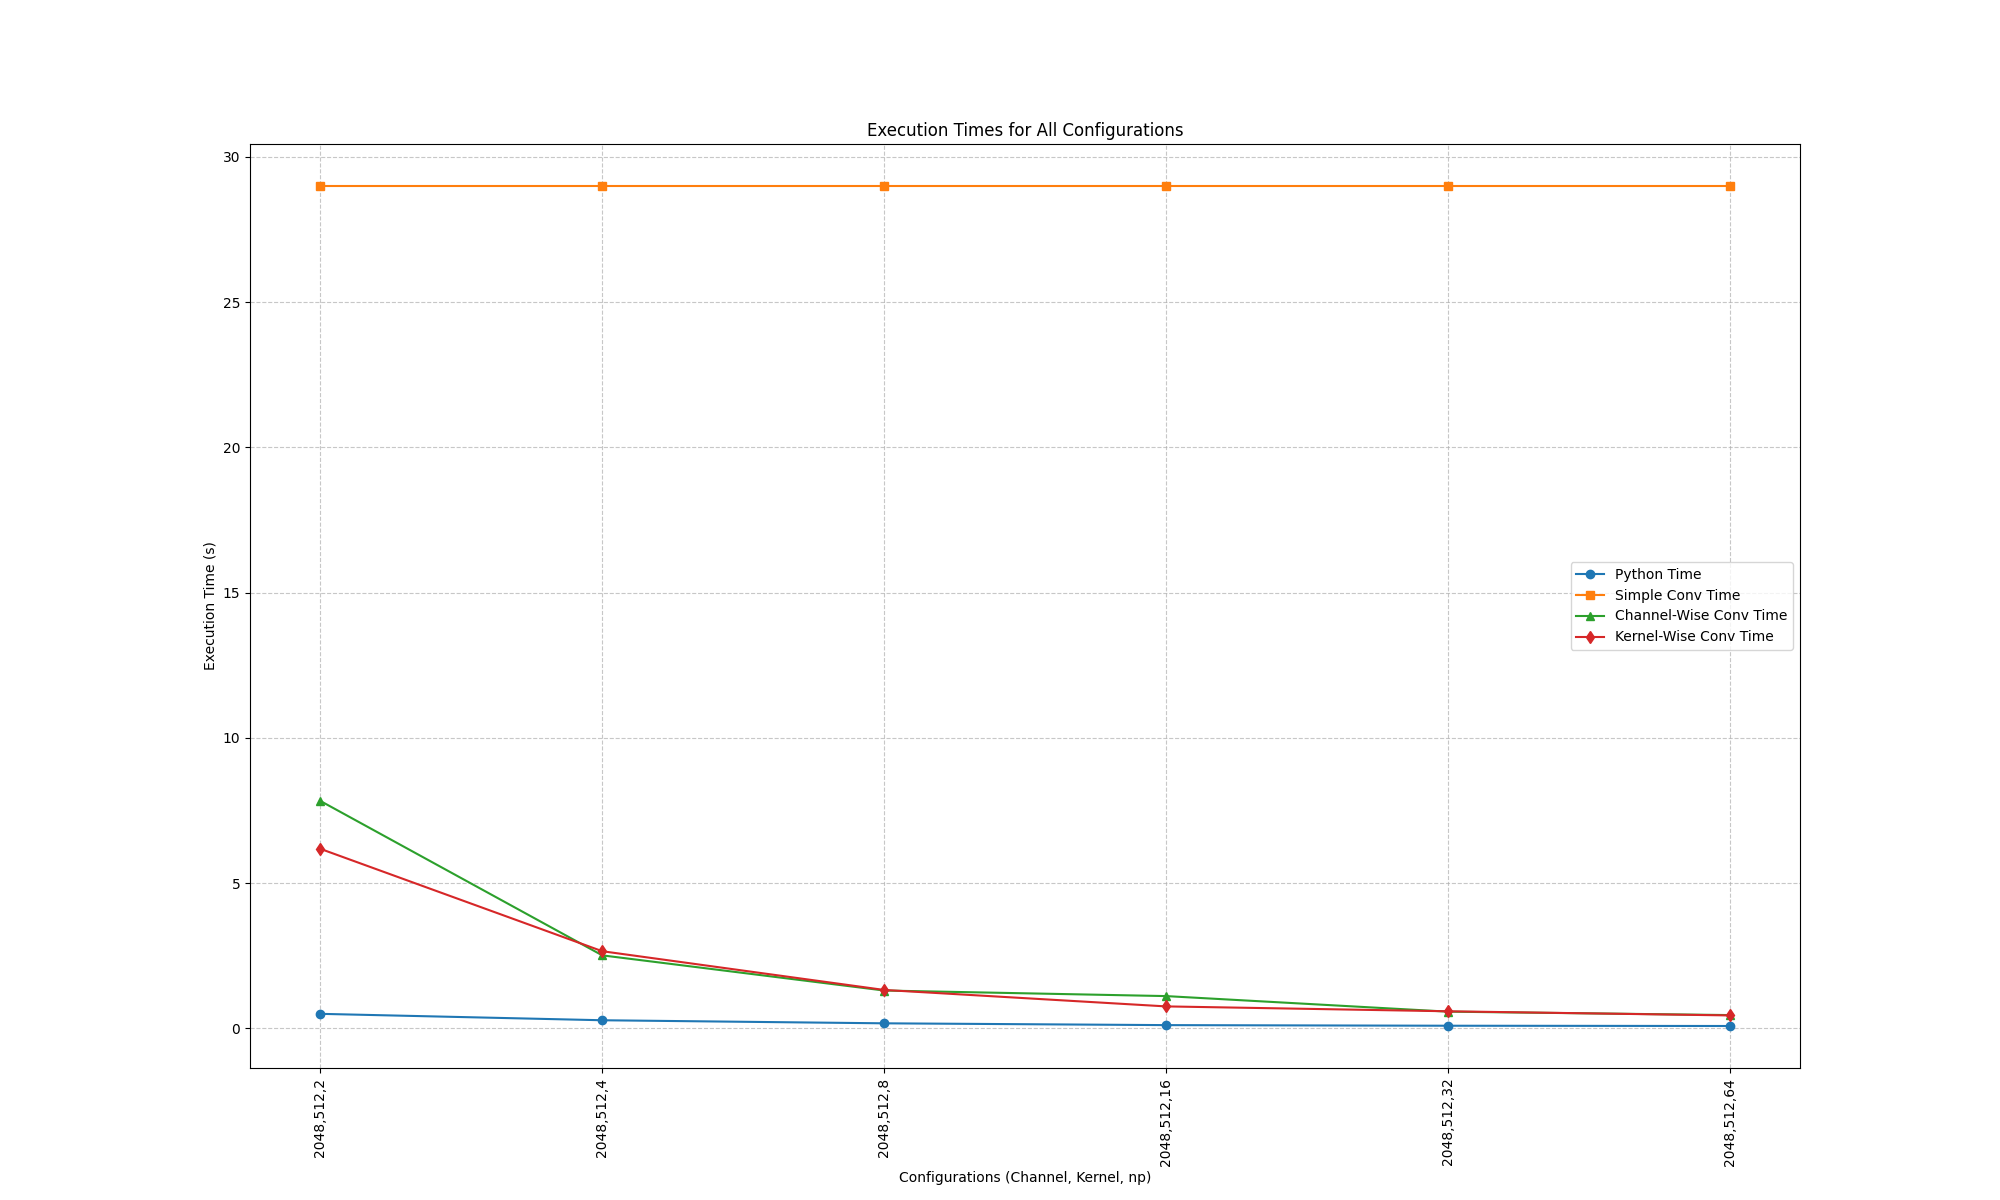 Execution Times for All Configurations
30
25
20
15
10
5
0
Execution Time (s)
Python Time
Simple Conv Time
Channel-Wise Conv Time
Kernel-Wise Conv Time
2048,512,2
2048,512,4
2048,512,8
2048,512,16
2048,512,32
2048,512,64
Configurations (Channel, Kernel, np)